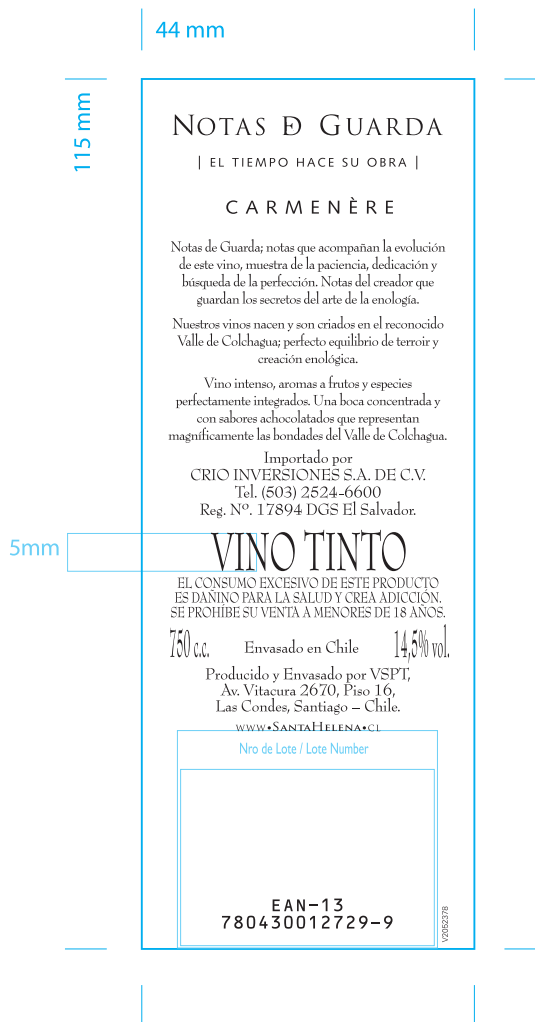 44 mm
115 mm
NOTAS DE GUARDA
| EL TIEMPO HACE SU OBRA |
CARMENÈRE
Notas de Guarda; notas que acompañan la evolución
de este vino, muestra de la paciencia, dedicación y
búsqueda de la perfección. Notas del creador que
guardan los secretos del arte de la enología.
Nuestros vinos nacen y son criados en el reconocido
Valle de Colchagua; perfecto equilibrio de terroir y
creación enológica.
Vino intenso, aromas a frutos y especies
perfectamente integrados. Una boca concentrada y
con sabores achocolatados que representan
magníficamente las bondades del Valle de Colchagua.
Importado por
CRIO INVERSIONES S.A. DE C.V.
Tel. (503) 2524-6600
Reg. Nº. 17894 DGS El Salvador.
5mm
VINO TINTO
EL CONSUMO EXCESIVO DE ESTE PRODUCTO
ES DAÑINO PARA LA SALUD Y CREA ADICCIÓN.
SE PROHÍBE SU VENTA A MENORES DE 18 AÑOS.
750 c.c. Envasado en Chile 14,5% vol.
Producido y Envasado por VSPT,
Av. Vitacura 2670, Piso 16,
Las Condes, Santiago – Chile.
WWW•SANTAHELENA•CL
Nro de Lote / Lote Number
EAN-13
780430012729-9
V2052378